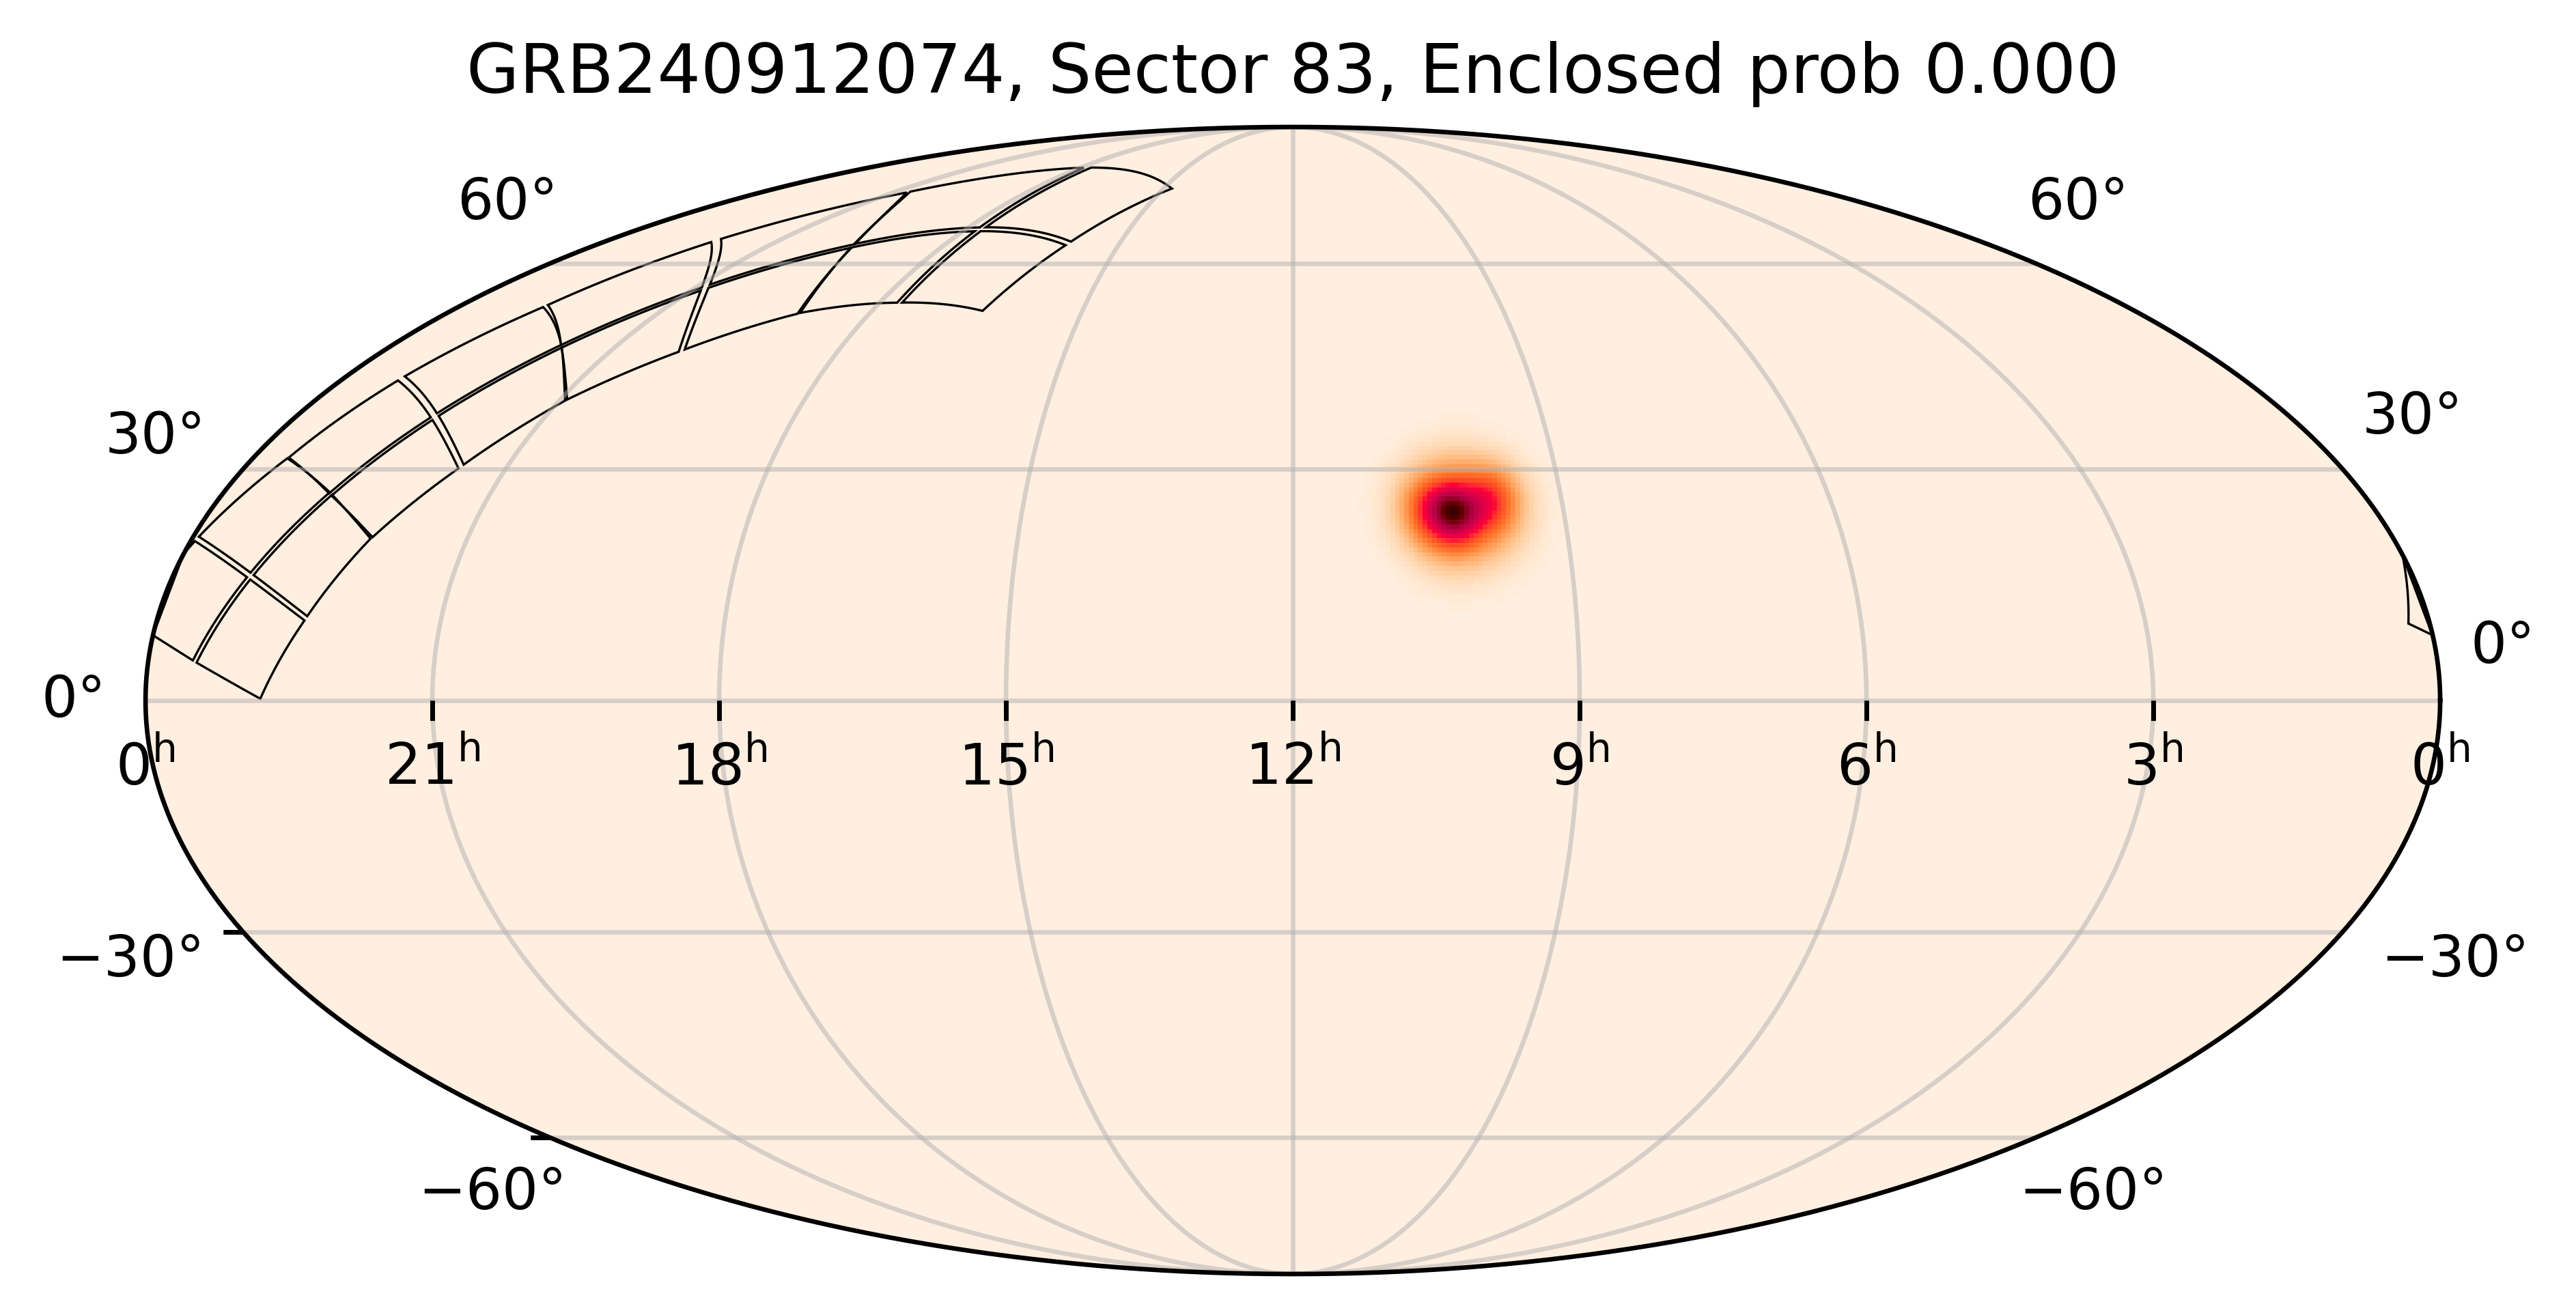 GRB240912074, Sector 83, Enclosed prob 0.000
60° 60°
30° 30°
0° 0°
0ʰ 21ʰ 18ʰ 15ʰ 12ʰ 9ʰ 6ʰ 3ʰ 0ʰ
−30° −30°
−60° −60°